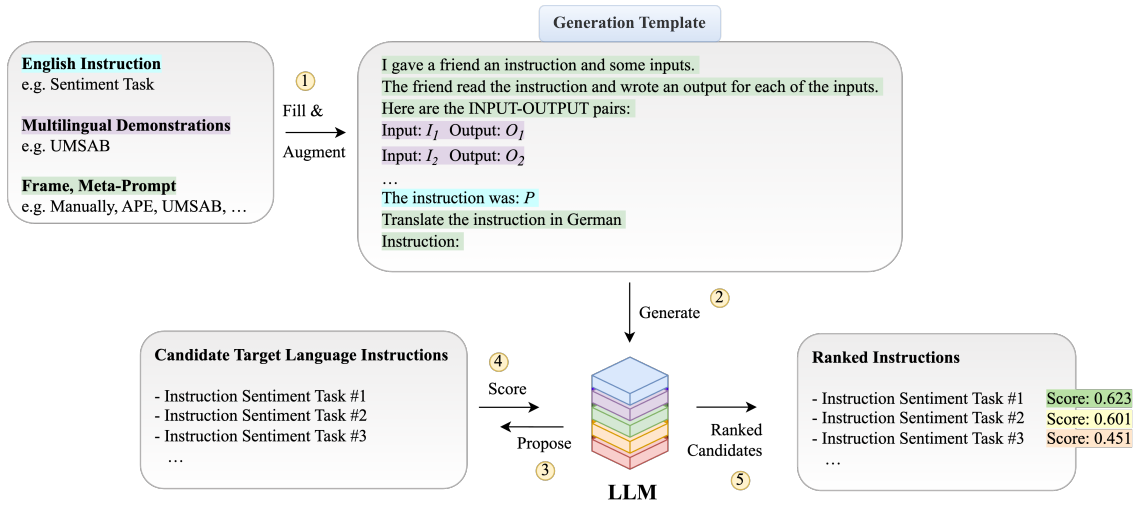 Generation Template
English Instruction
e.g. Sentiment Task
Multilingual Demonstrations
e.g. UMSAB
Frame, Meta-Prompt
e.g. Manually, APE, UMSAB, …
1
Fill &
Augment
I gave a friend an instruction and some inputs.
The friend read the instruction and wrote an output for each of the inputs.
Here are the INPUT-OUTPUT pairs:
Input: I1 Output: O1
Input: I2 Output: O2
…
The instruction was: P
Translate the instruction in German
Instruction:
2
Generate
Candidate Target Language Instructions
- Instruction Sentiment Task #1
- Instruction Sentiment Task #2
- Instruction Sentiment Task #3
…
4
Score
Propose
3
LLM
Ranked
Candidates
5
Ranked Instructions
- Instruction Sentiment Task #1 Score: 0.623
- Instruction Sentiment Task #2 Score: 0.601
- Instruction Sentiment Task #3 Score: 0.451
…